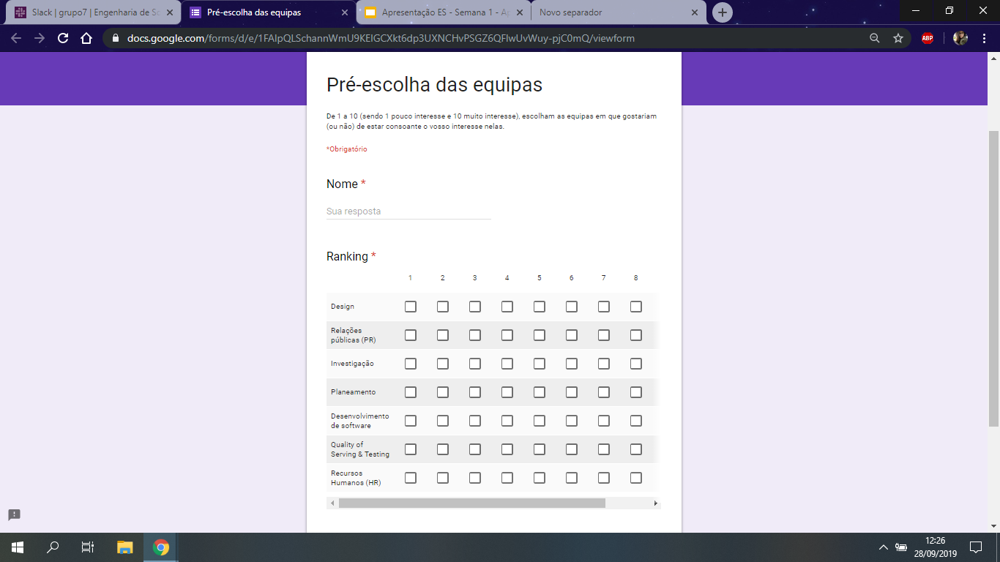 Slack | grupo7 | Engenharia de So
Pré-escolha das equipas
Apresentação ES - Semana 1 - Ap
Novo separador
docs.google.com/forms/d/e/1FAIpQLSchannWmU9KEIGCXkt6dp3UXNCHvPSGZ6QFIwUvWuy-pjC0mQ/viewform
ABP
Pré-escolha das equipas
De 1 a 10 (sendo 1 pouco interesse e 10 muito interesse), escolham as equipas em que gostariam
(ou não) de estar consoante o vosso interesse nelas.
*Obrigatório
Nome *
Sua resposta
Ranking *
1 2 3 4 5 6 7 8
Design
Relações
públicas (PR)
Investigação
Planeamento
Desenvolvimento
de software
Quality of
Serving & Testing
Recursos
Humanos (HR)
12:26
28/09/2019